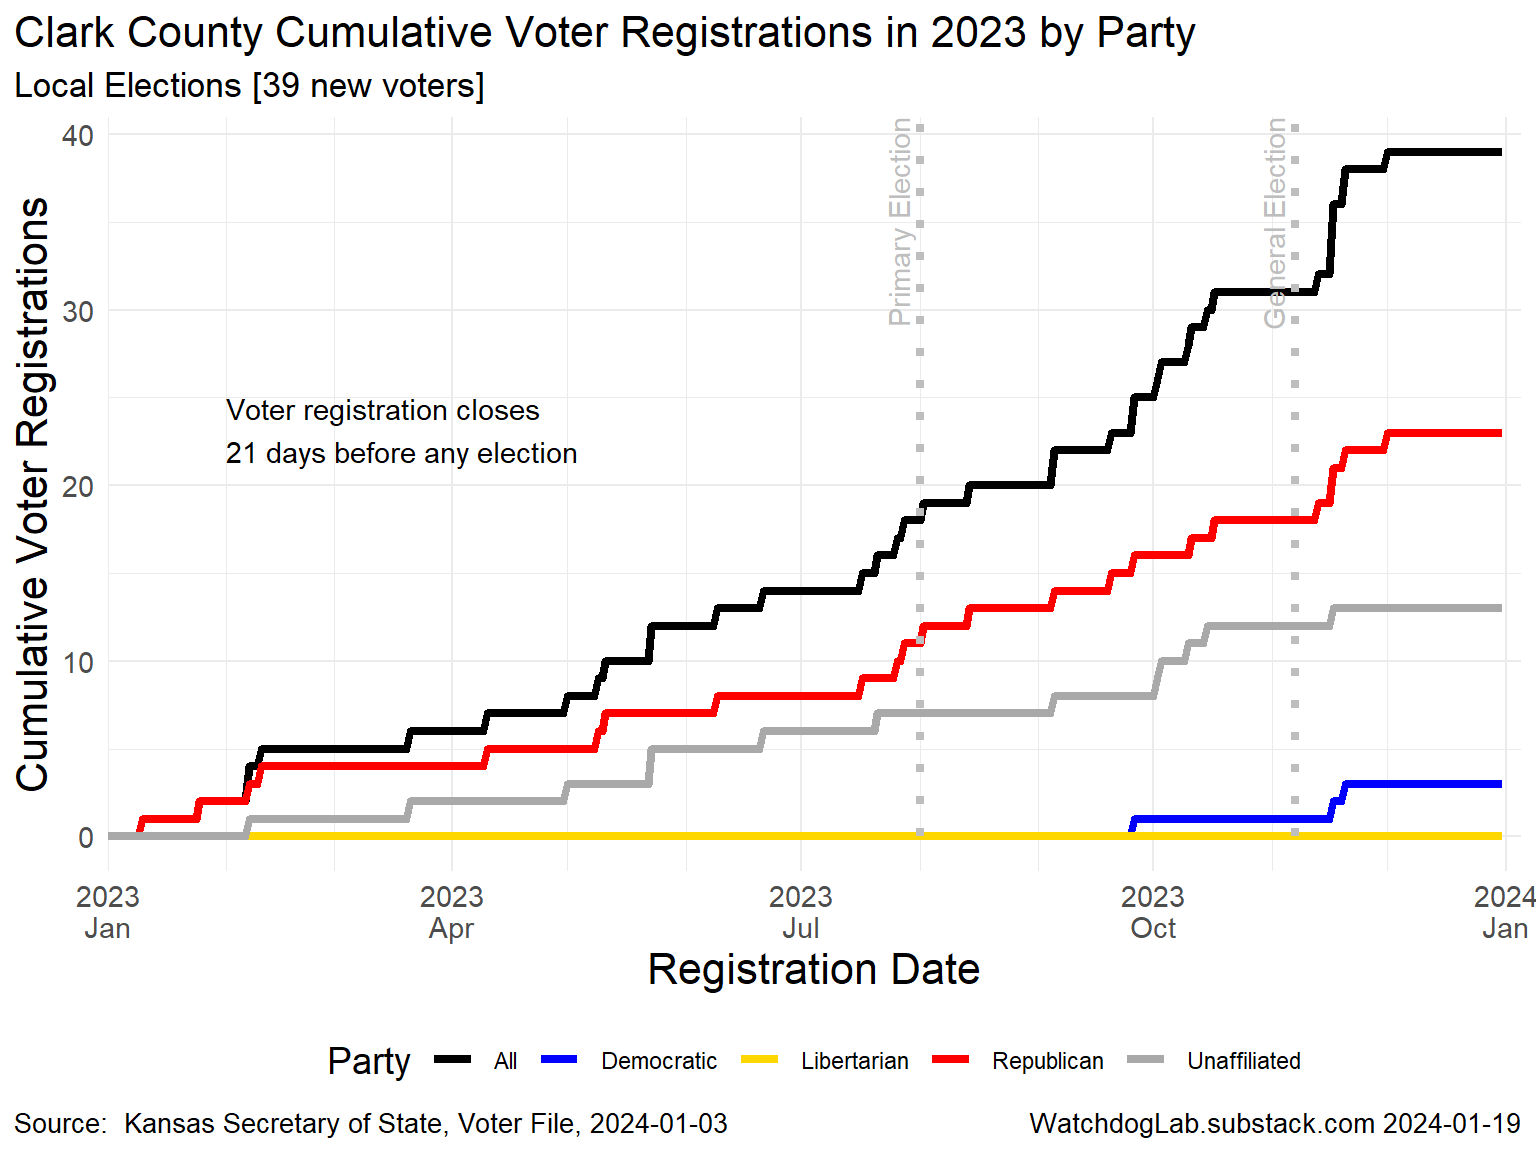 Clark County Cumulative Voter Registrations in 2023 by Party
Local Elections [39 new voters]
Cumulative Voter Registrations
40
30
20
10
0
Primary Election
General Election
Voter registration closes
21 days before any election
2023 2023 2023 2023 2024
Jan Apr Jul Oct Jan
Registration Date
Party All Democratic Libertarian Republican Unaffiliated
Source:  Kansas Secretary of State, Voter File, 2024-01-03
WatchdogLab.substack.com 2024-01-19